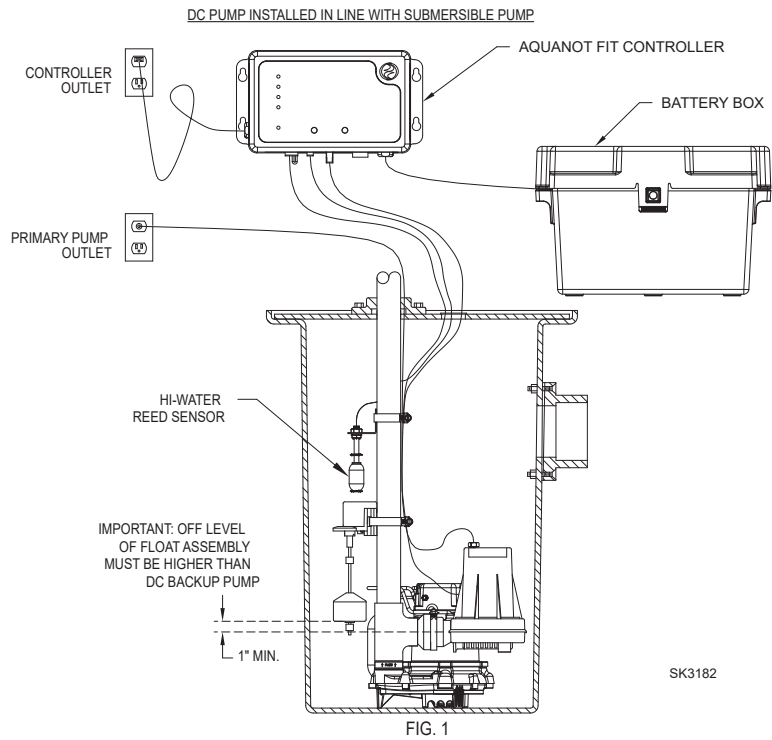 DC PUMP INSTALLED IN LINE WITH SUBMERSIBLE PUMP
CONTROLLER
OUTLET
AQUANOT FIT CONTROLLER
BATTERY BOX
PRIMARY PUMP
OUTLET
HI-WATER
REED SENSOR
IMPORTANT: OFF LEVEL
OF FLOAT ASSEMBLY
MUST BE HIGHER THAN
DC BACKUP PUMP
1" MIN.
SK3182
FIG. 1